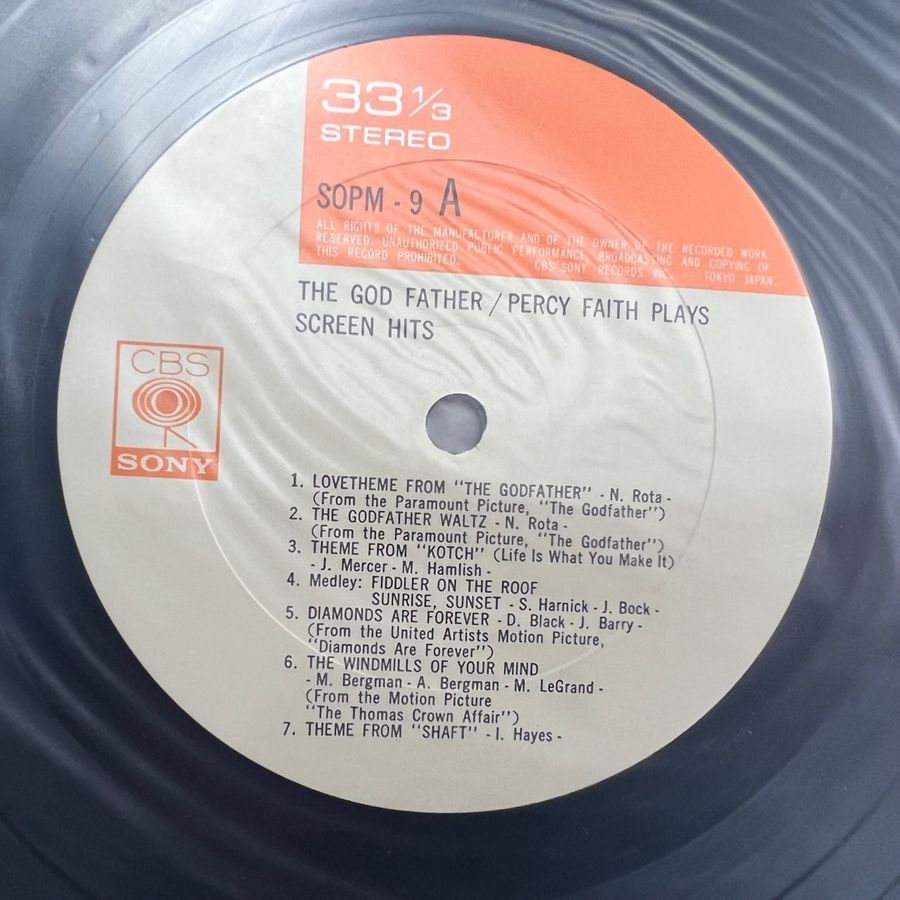 33 1/3
STEREO
SOPM - 9 A
ALL RIGHTS OF THE MANUFACTURER AND OF THE OWNER OF THE RECORDED WORK
RESERVED. UNAUTHORIZED PUBLIC PERFORMANCE, BROADCASTING AND COPYING OF
THIS RECORD PROHIBITED. CBS/SONY RECORDS INC. TOKYO JAPAN.
THE GOD FATHER / PERCY FAITH PLAYS
SCREEN HITS
CBS
SONY
1. LOVETHEME FROM "THE GODFATHER" - N. Rota -
(From the Paramount Picture, "The Godfather")
2. THE GODFATHER WALTZ - N. Rota -
(From the Paramount Picture, "The Godfather")
3. THEME FROM "KOTCH" (Life Is What You Make It)
- J. Mercer - M. Hamlish -
4. Medley: FIDDLER ON THE ROOF
SUNRISE, SUNSET - S. Harnick - J. Bock -
5. DIAMONDS ARE FOREVER - D. Black - J. Barry -
(From the United Artists Motion Picture,
"Diamonds Are Forever")
6. THE WINDMILLS OF YOUR MIND
- M. Bergman - A. Bergman - M. LeGrand -
(From the Motion Picture
"The Thomas Crown Affair")
7. THEME FROM "SHAFT" - I. Hayes -